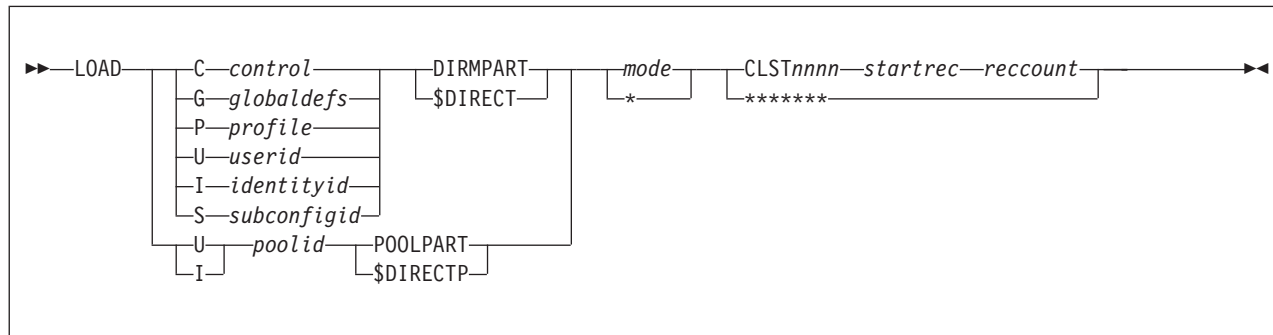 LOAD C control DIRMPART mode CLSTnnnn startrec reccount
G globaldefs $DIRECT * *******
P profile
U userid
I identityid
S subconfigid
U poolid POOLPART
I $DIRECTP